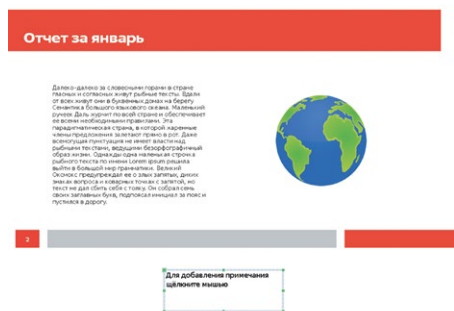 Отчет за январь
Далеко-далеко за словесными горами в стране
гласных и согласных живут рыбные тексты. Вдали
от всех живут они в буквенных домах на берегу
Семантика большого языкового океана. Маленький
ручеек Даль журчит по всей стране и обеспечивает
ее всеми необходимыми правилами. Эта
парадигматическая страна, в которой жаренные
члены предложения залетают прямо в рот. Даже
всемогущая пунктуация не имеет власти над
рыбными текстами, ведущими безорфографичный
образ жизни. Однажды одна маленькая строчка
рыбного текста по имени Lorem ipsum решила
выйти в большой мир грамматики. Великий
Оксмокс предупреждал ее о злых запятых, диких
знаках вопроса и коварных точках с запятой, но
текст не дал сбить себя с толку. Он собрал семь
своих заглавных букв, подпоясал инициал за пояс и
пустился в дорогу.
2
Для добавления примечания
щёлкните мышью